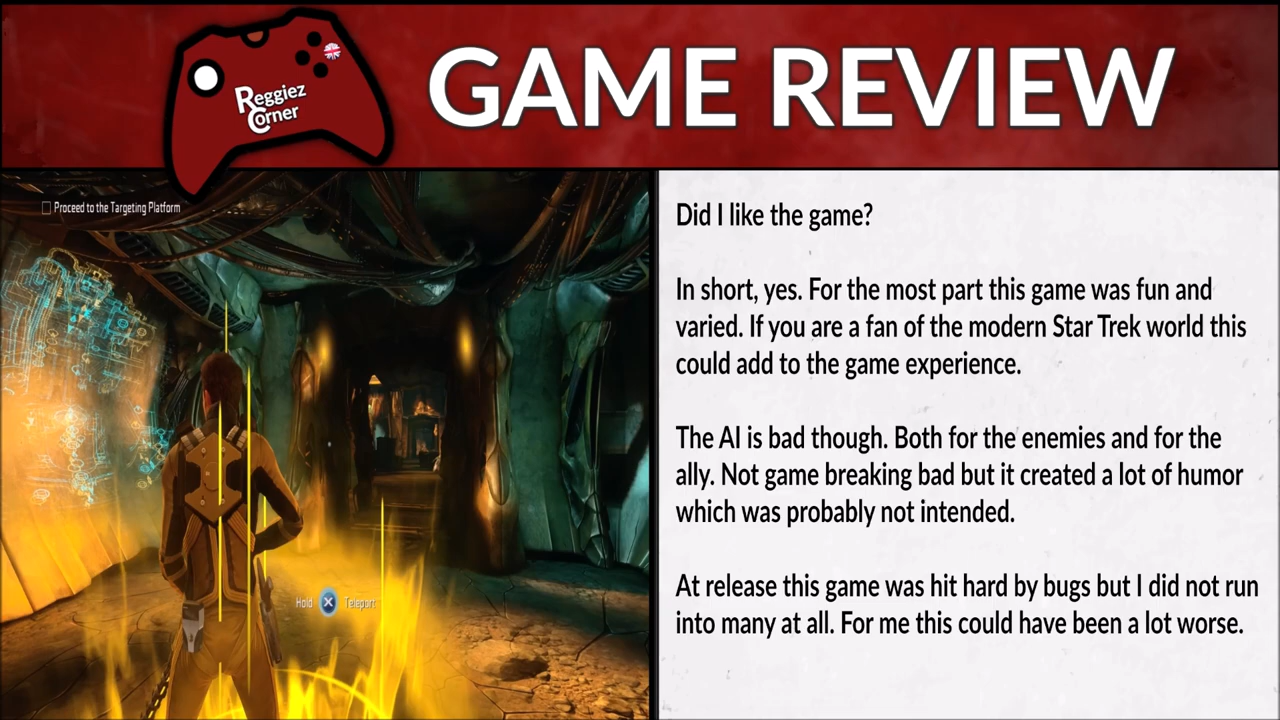 Reggiez
Corner
GAME REVIEW
Proceed to the Targeting Platform
Hold X Teleport
Did I like the game?
In short, yes. For the most part this game was fun and
varied. If you are a fan of the modern Star Trek world this
could add to the game experience.
The AI is bad though. Both for the enemies and for the
ally. Not game breaking bad but it created a lot of humor
which was probably not intended.
At release this game was hit hard by bugs but I did not run
into many at all. For me this could have been a lot worse.